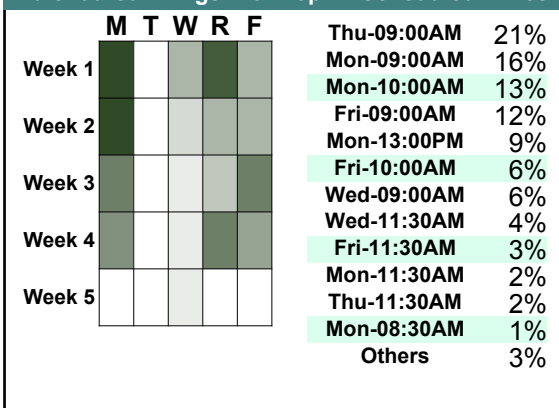 M T W R F
Week 1
Week 2
Week 3
Week 4
Week 5
Thu-09:00AM 21%
Mon-09:00AM 16%
Mon-10:00AM 13%
Fri-09:00AM 12%
Mon-13:00PM 9%
Fri-10:00AM 6%
Wed-09:00AM 6%
Wed-11:30AM 4%
Fri-11:30AM 3%
Mon-11:30AM 2%
Thu-11:30AM 2%
Mon-08:30AM 1%
Others 3%